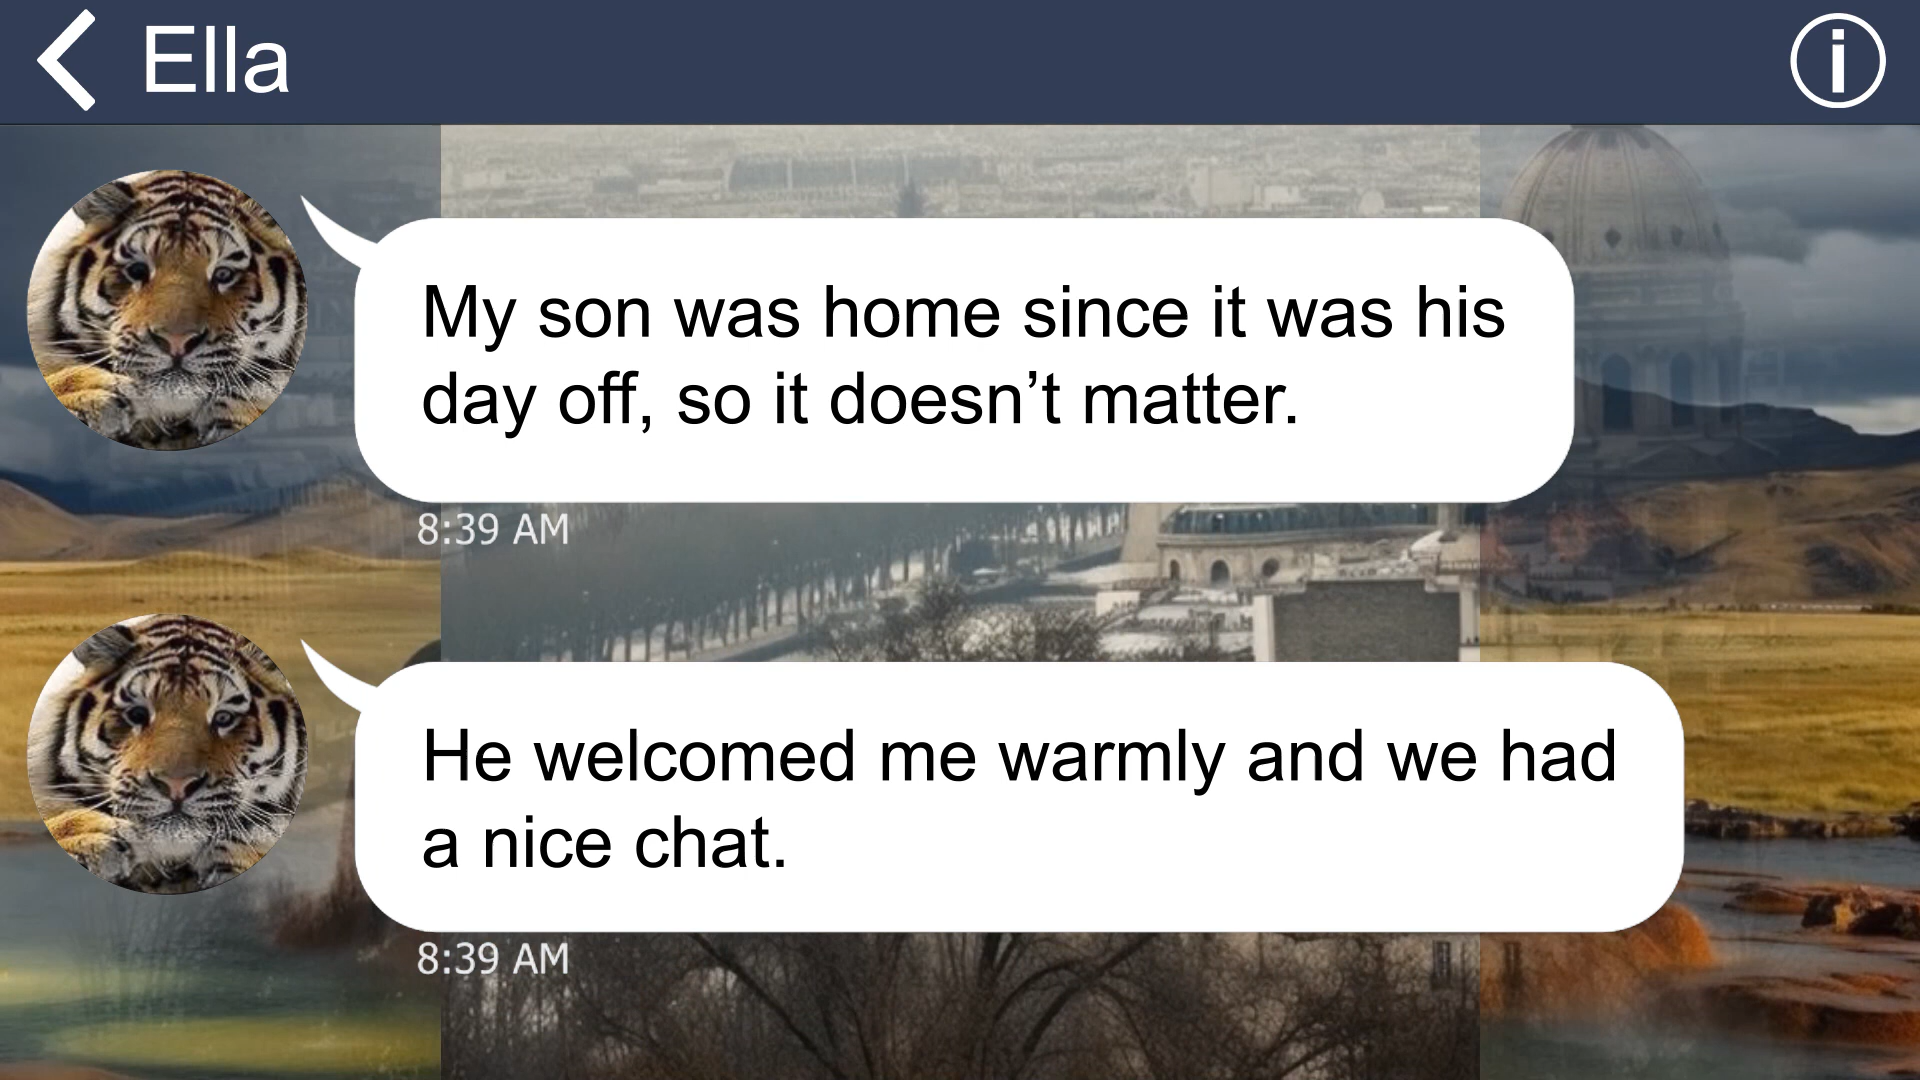 Ella
My son was home since it was his
day off, so it doesn’t matter.
8:39 AM
He welcomed me warmly and we had
a nice chat.
8:39 AM